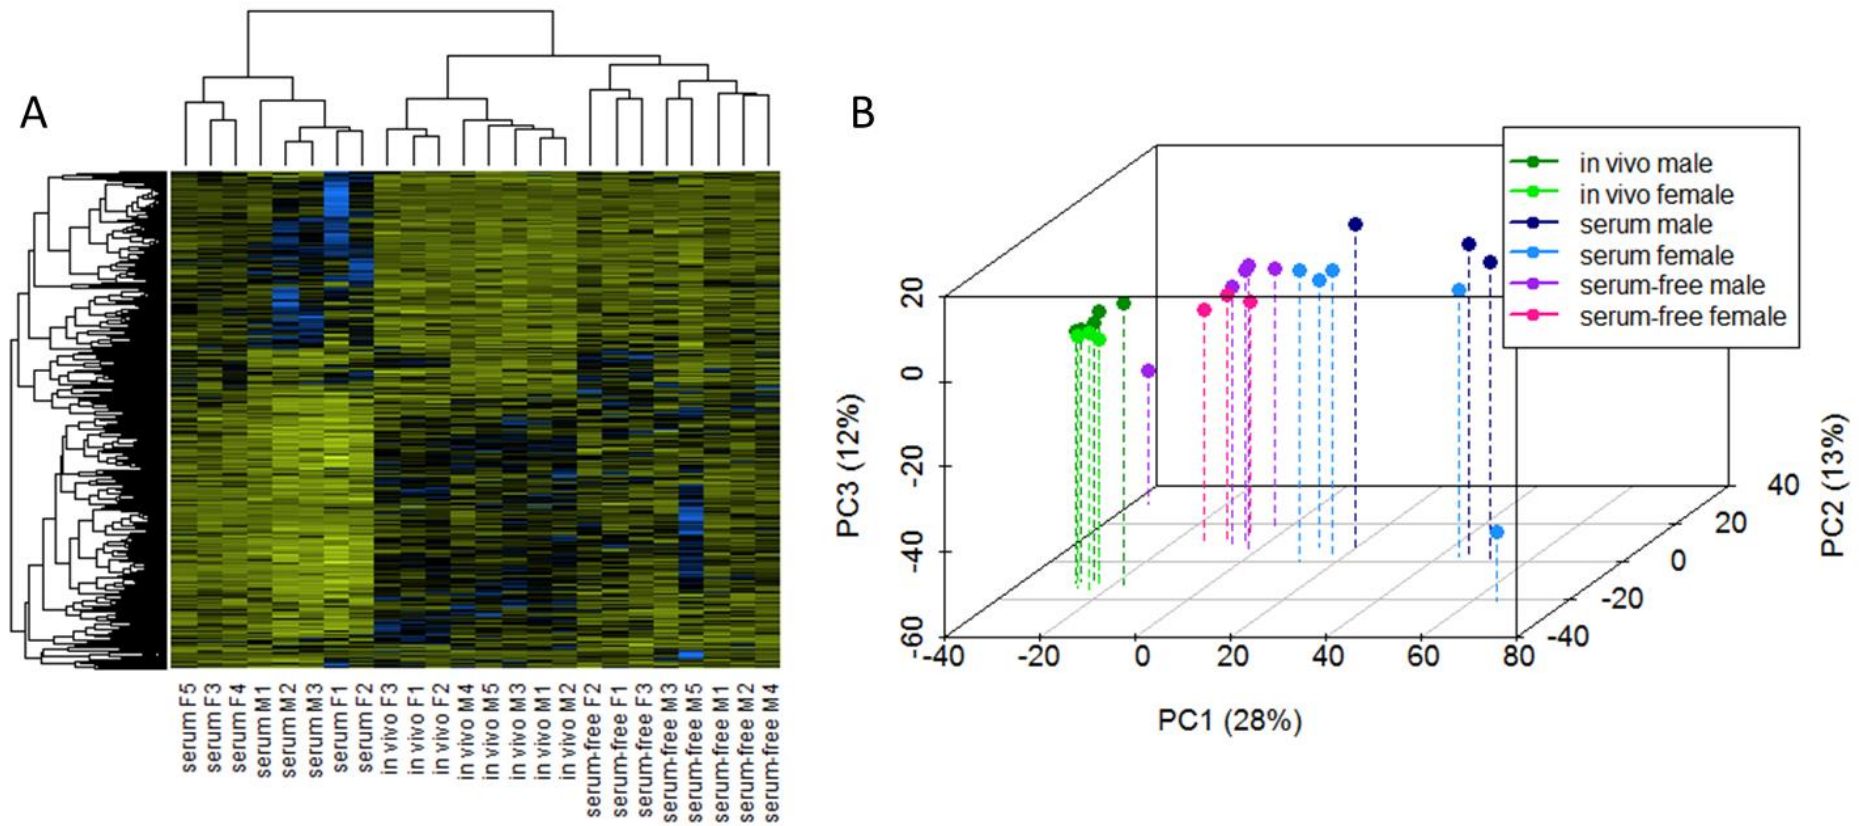 A
serum F5
serum F3
serum F4
serum M1
serum M2
serum M3
serum F1
serum F2
in vivo F3
in vivo F1
in vivo F2
in vivo M4
in vivo M5
in vivo M3
in vivo M1
in vivo M2
serum-free F2
serum-free F1
serum-free F3
serum-free M3
serum-free M5
serum-free M1
serum-free M2
serum-free M4
B
in vivo male
in vivo female
serum male
serum female
serum-free male
serum-free female
PC3 (12%)
20
0
-20
-40
-60
-40
-20
0
20
40
60
80
PC1 (28%)
40
20
0
-20
-40
PC2 (13%)